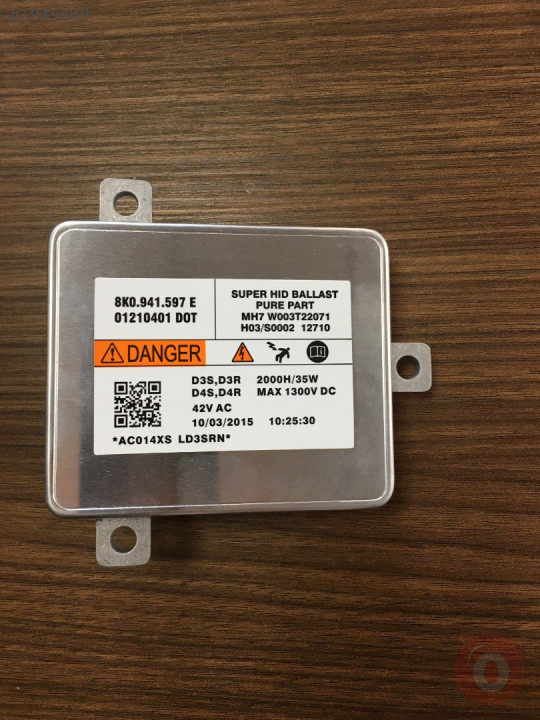 8K0.941.597 E
01210401 DOT
SUPER HID BALLAST
PURE PART
MH7 W003T22071
H03/S0002 12710
DANGER
D3S,D3R 2000H/35W
D4S,D4R MAX 1300V DC
42V AC
10/03/2015 10:25:30
*AC014XS LD3SRN*